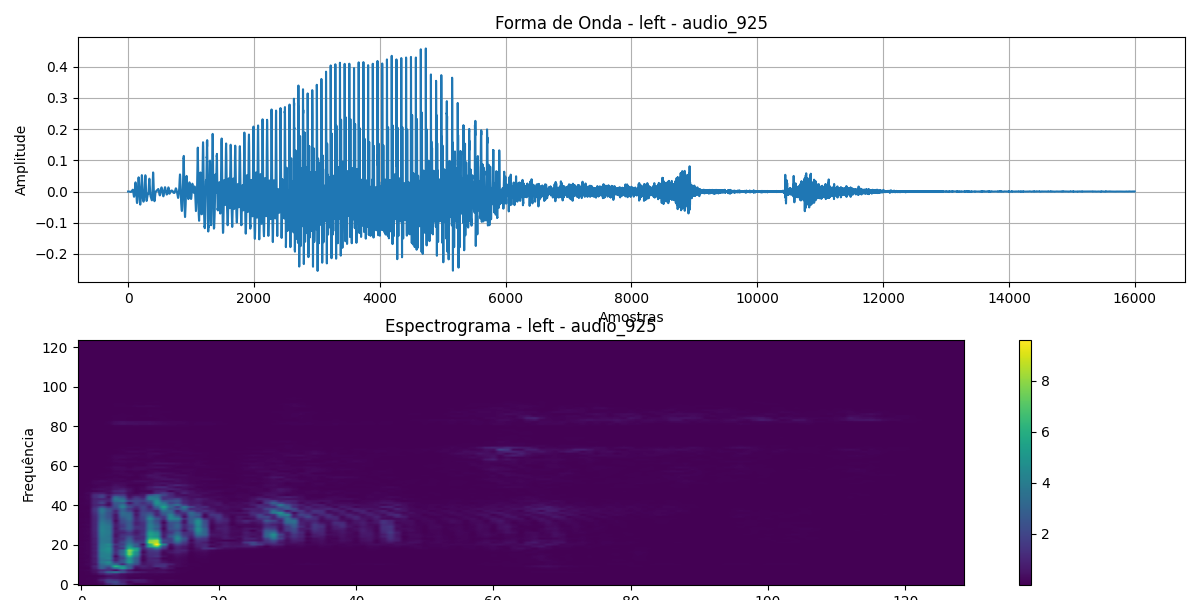 Forma de Onda - left - audio_925
Amplitude
0.4
0.3
0.2
0.1
0.0
−0.1
−0.2
0 2000 4000 6000 8000 10000 12000 14000 16000
Amostras
Espectrograma - left - audio_925
Frequência
120
100
80
60
40
20
0
8
6
4
2
0 20 40 60 80 100 120